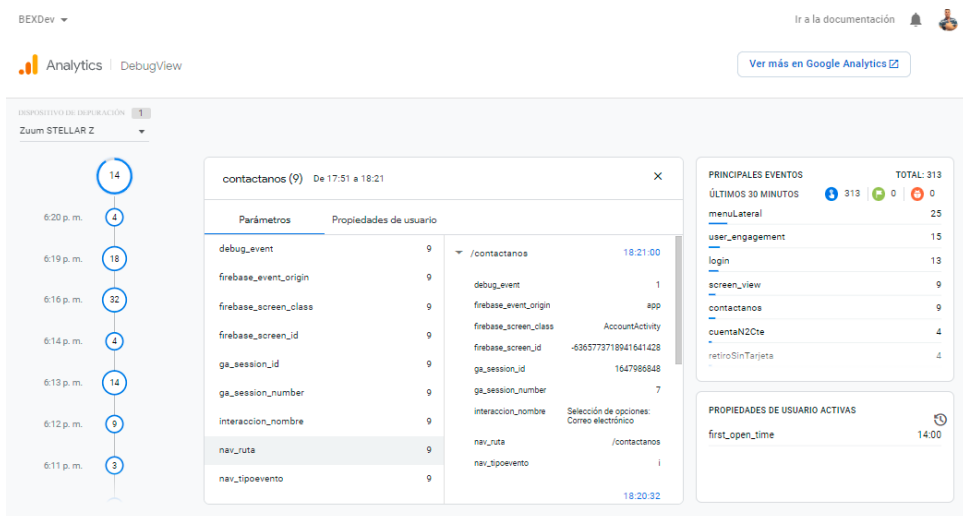 BEXDev
Ir a la documentación
Analytics DebugView
Ver más en Google Analytics
DISPOSITIVO DE DEPURACIÓN 1
Zuum STELLAR Z
14
6:20 p. m. 4
6:19 p. m. 18
6:16 p. m. 32
6:14 p. m. 4
6:13 p. m. 14
6:12 p. m. 9
6:11 p. m. 3
contactanos (9) De 17:51 a 18:21
Parámetros Propiedades de usuario
debug_event 9
firebase_event_origin 9
firebase_screen_class 9
firebase_screen_id 9
ga_session_id 9
ga_session_number 9
interaccion_nombre 9
nav_ruta 9
nav_tipoevento 9
/contactanos 18:21:00
debug_event 1
firebase_event_origin app
firebase_screen_class AccountActivity
firebase_screen_id -6365773718941641428
ga_session_id 1647986848
ga_session_number 7
interaccion_nombre Selección de opciones:
Correo electrónico
nav_ruta /contactanos
nav_tipoevento i
18:20:32
PRINCIPALES EVENTOS TOTAL: 313
ÚLTIMOS 30 MINUTOS 313 0 0
menuLateral 25
user_engagement 15
login 13
screen_view 9
contactanos 9
cuentaN2Cte 4
retiroSinTarjeta 4
PROPIEDADES DE USUARIO ACTIVAS
first_open_time 14:00